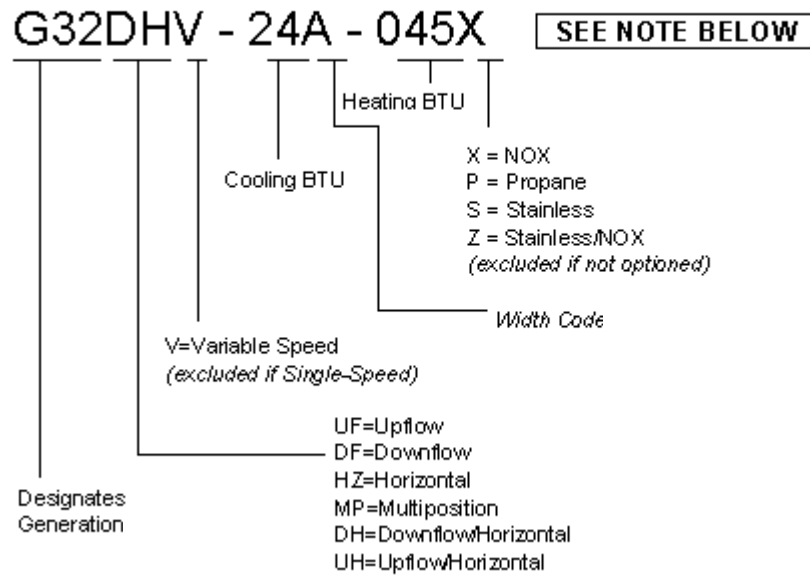 G32DHV - 24A - 045X
SEE NOTE BELOW
Heating BTU
Cooling BTU
X = NOX
P = Propane
S = Stainless
Z = Stainless/NOX
(excluded if not optioned)
Width Code
V=Variable Speed
(excluded if Single-Speed)
UF=Upflow
DF=Downflow
HZ=Horizontal
MP=Multiposition
DH=Downflow/Horizontal
UH=Upflow/Horizontal
Designates
Generation